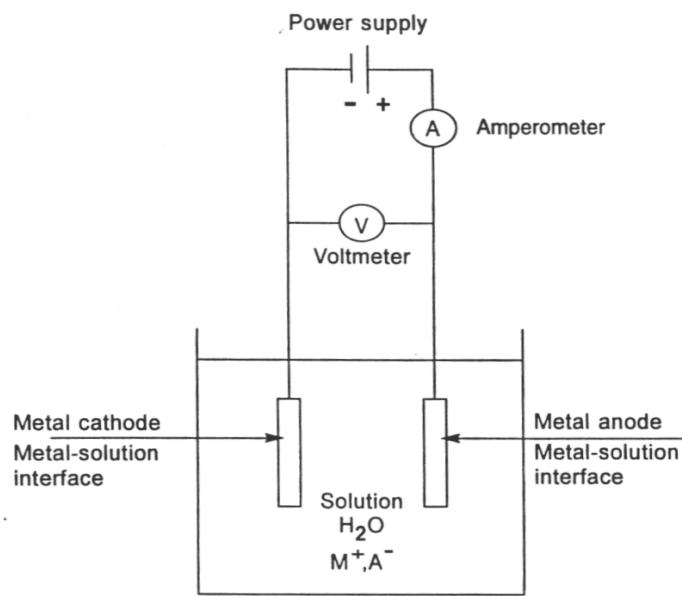 Power supply
- +
A
Amperometer
V
Voltmeter
Metal cathode
Metal-solution
interface
Metal anode
Metal-solution
interface
Solution
H₂O
M⁺,A⁻